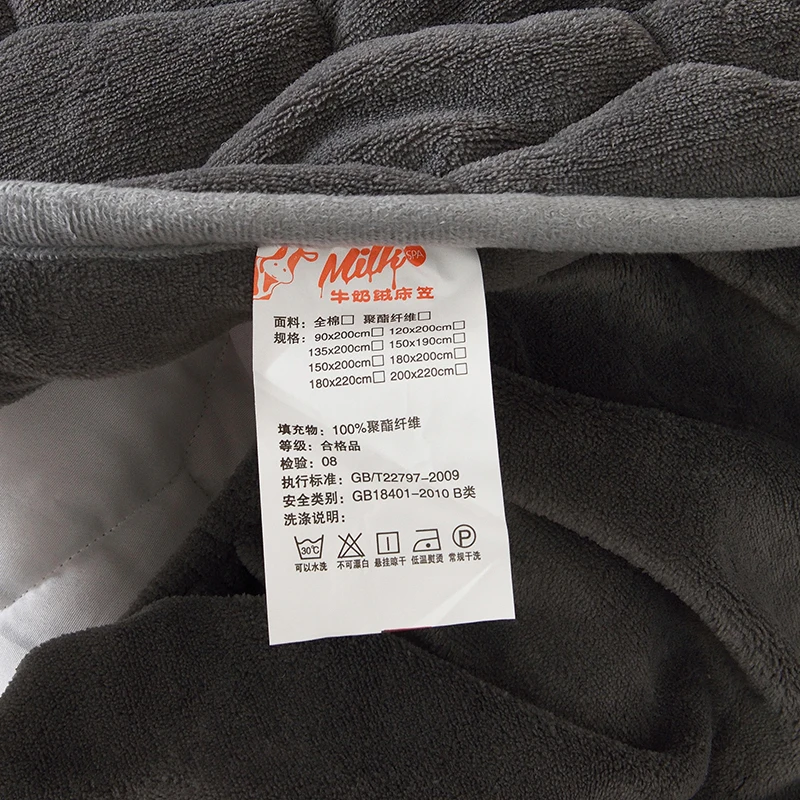 Milk SPA
牛奶绒床笠
面料：全棉□ 聚酯纤维□
规格：90x200cm□ 120x200cm□
135x200cm□ 150x190cm□
150x200cm□ 180x200cm□
180x220cm□ 200x220cm□
填充物：100%聚酯纤维
等级：合格品
检验：08
执行标准：GB/T22797-2009
安全类别：GB18401-2010 B类
洗涤说明：
30℃ P
可以水洗 不可漂白 悬挂晾干 低温熨烫 常规干洗